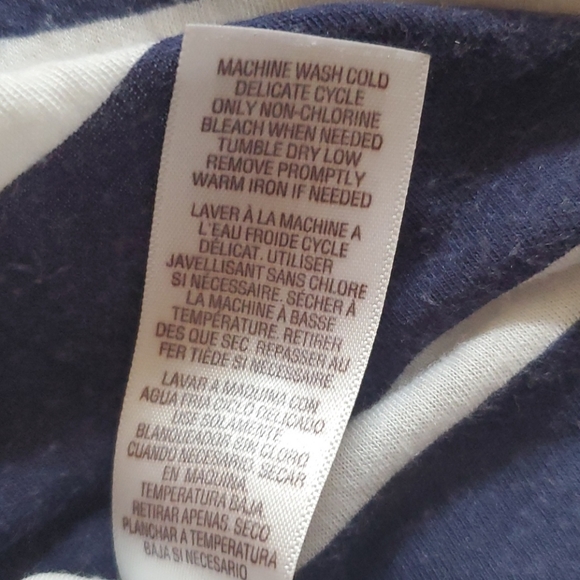 MACHINE WASH COLD
DELICATE CYCLE
ONLY NON-CHLORINE
BLEACH WHEN NEEDED
TUMBLE DRY LOW
REMOVE PROMPTLY
WARM IRON IF NEEDED
LAVER À LA MACHINE A
L'EAU FROIDE CYCLE
DÉLICAT. UTILISER
JAVELLISANT SANS CHLORE
SI NÉCESSAIRE. SÉCHER À
LA MACHINE À BASSE
TEMPÉRATURE. RETIRER
DES QUE SEC. REPASSER AU
FER TIÉDE SI NECESSAIRE
LAVAR A MAQUINA CON
AGUA FRIA CICLO DELICADO
USE SOLAMENTE
BLANQUEADOR SIN CLORO
CUANDO NECESARIO. SECAR
EN MAQUINA
TEMPERATURA BAJA
RETIRAR APENAS SECO
PLANCHAR A TEMPERATURA
BAJA SI NECESARIO